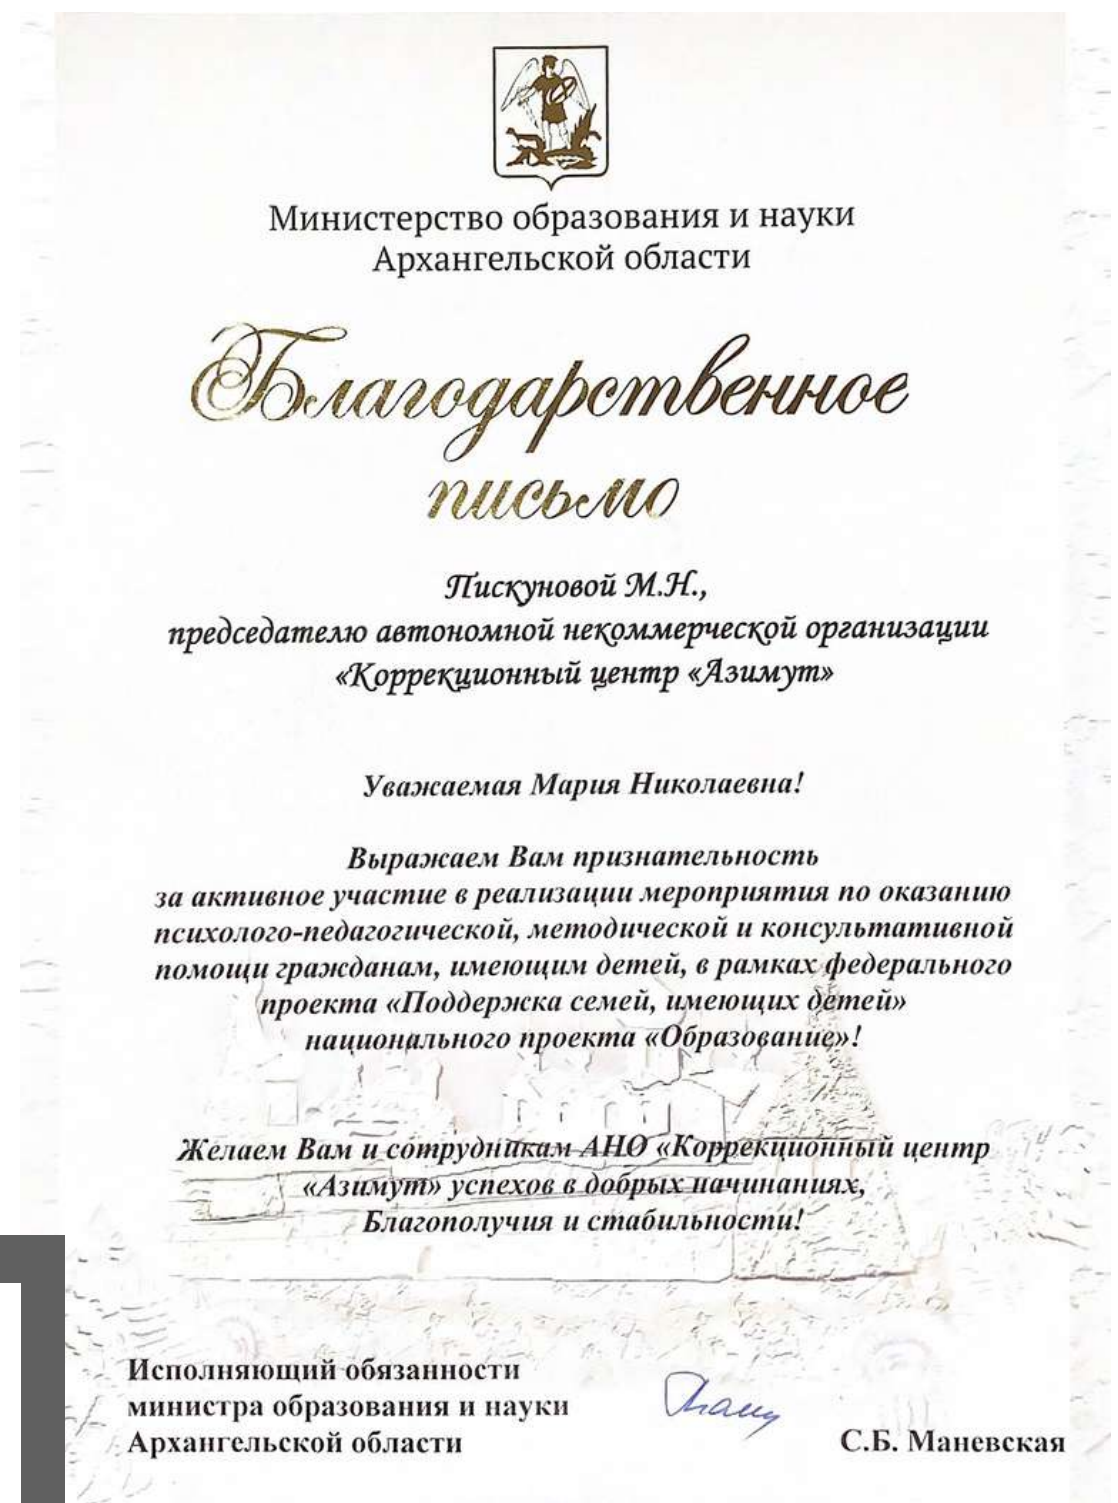 Министерство образования и науки
Архангельской области
Благодарственное
письмо
Пискуновой М.Н.,
председателю автономной некоммерческой организации
«Коррекционный центр «Азимут»
Уважаемая Мария Николаевна!
Выражаем Вам признательность
за активное участие в реализации мероприятия по оказанию
психолого-педагогической, методической и консультативной
помощи гражданам, имеющим детей, в рамках федерального
проекта «Поддержка семей, имеющих детей»
национального проекта «Образование»!
Желаем Вам и сотрудникам АНО «Коррекционный центр
«Азимут» успехов в добрых начинаниях,
Благополучия и стабильности!
Исполняющий обязанности
министра образования и науки
Архангельской области
С.Б. Маневская